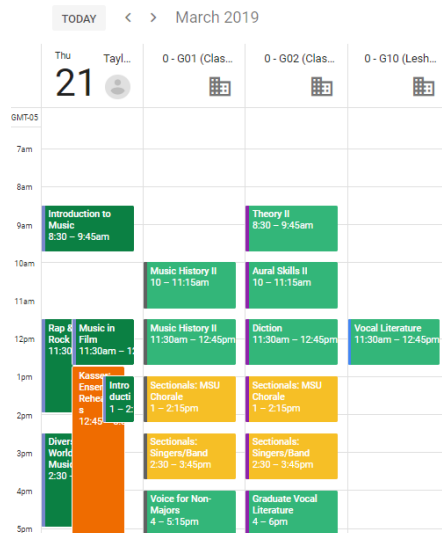 TODAY < > March 2019
Thu
21
Tayl...
0 - G01 (Clas...
0 - G02 (Clas...
0 - G10 (Lesh...
GMT-05
7am
8am
9am
10am
11am
12pm
1pm
2pm
3pm
4pm
5pm
Introduction to
Music
8:30 – 9:45am
Rap &
Rock
11:30
Music in
Film
11:30am – 12
Kasser
Ensem
Rehea
s
12:45
Intro
ducti
1 – 2:
Divers
World
Music
2:30 –
Music History II
10 – 11:15am
Music History II
11:30am – 12:45pm
Sectionals: MSU
Chorale
1 – 2:15pm
Sectionals:
Singers/Band
2:30 – 3:45pm
Voice for Non-
Majors
4 – 5:15pm
Theory II
8:30 – 9:45am
Aural Skills II
10 – 11:15am
Diction
11:30am – 12:45pm
Sectionals: MSU
Chorale
1 – 2:15pm
Sectionals:
Singers/Band
2:30 – 3:45pm
Graduate Vocal
Literature
4 – 6pm
Vocal Literature
11:30am – 12:45pm